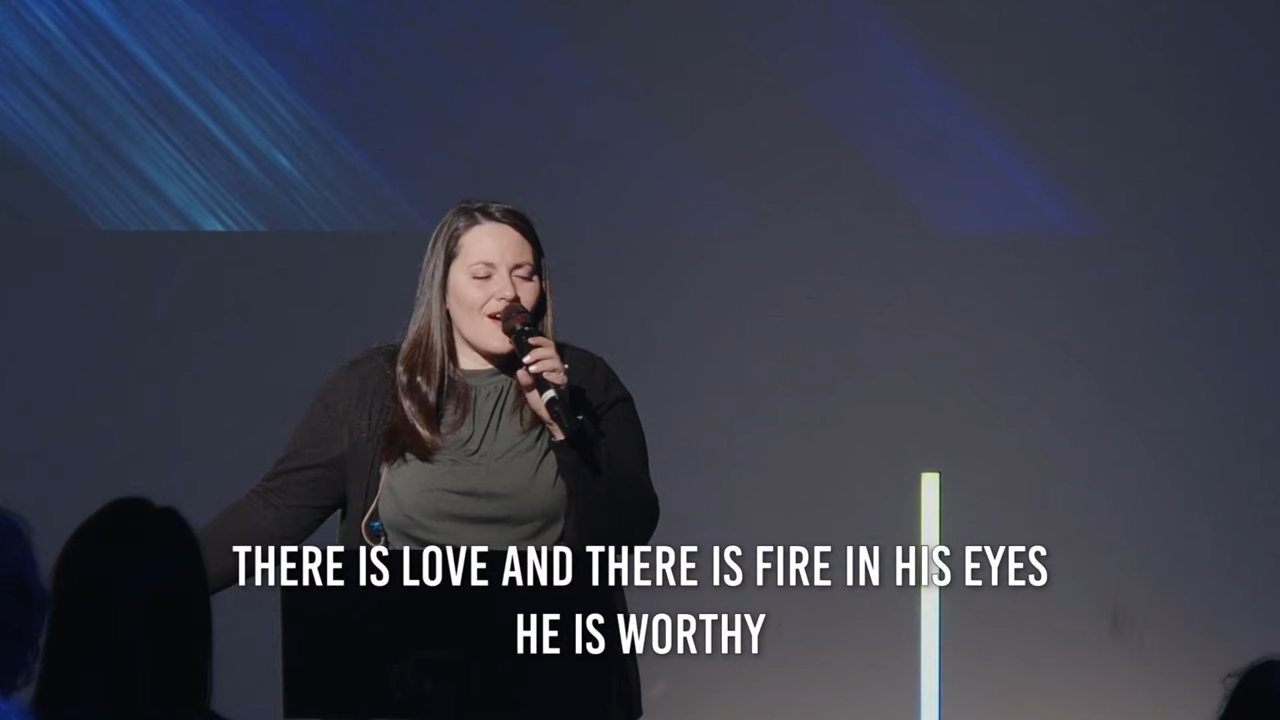 THERE IS LOVE AND THERE IS FIRE IN HIS EYES
HE IS WORTHY